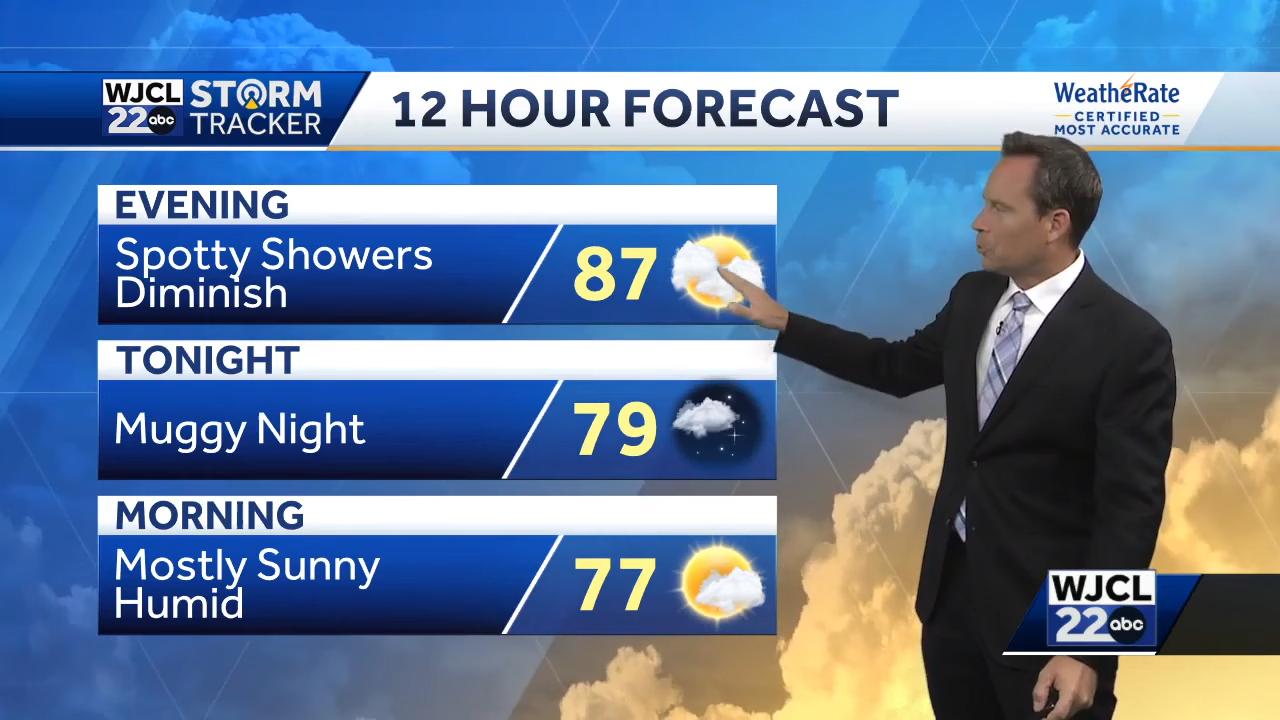 WJCL
22 abc
STORM
TRACKER
12 HOUR FORECAST
WeatheRate
CERTIFIED
MOST ACCURATE
EVENING
Spotty Showers
Diminish
87
TONIGHT
Muggy Night
79
MORNING
Mostly Sunny
Humid
77
WJCL
22 abc